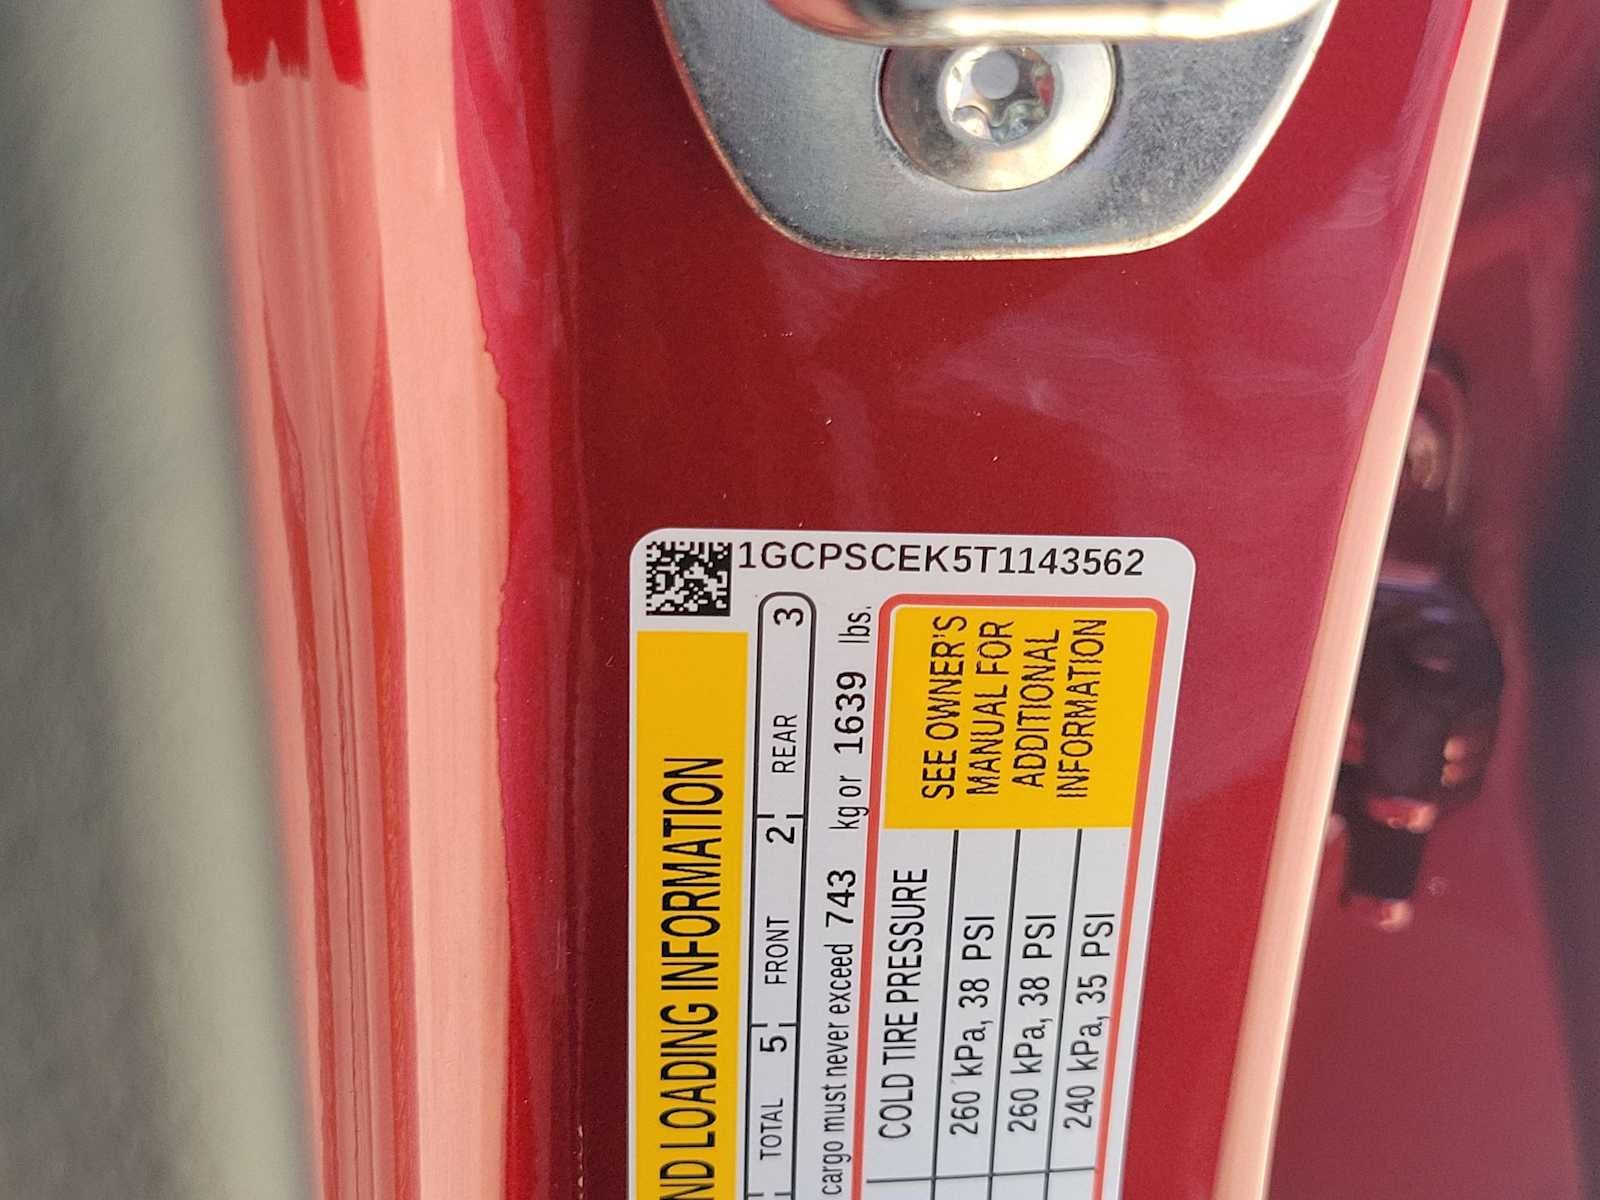 1GCPSCEK5T1143562
ND LOADING INFORMATION
TOTAL 5 FRONT 2 REAR 3
cargo must never exceed 743 kg or 1639 lbs.
COLD TIRE PRESSURE
260 kPa, 38 PSI
260 kPa, 38 PSI
240 kPa, 35 PSI
SEE OWNER'S
MANUAL FOR
ADDITIONAL
INFORMATION